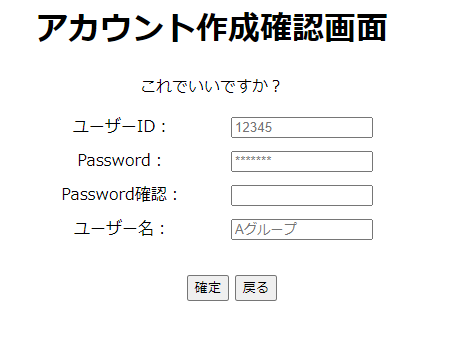 アカウント作成確認画面
これでいいですか？
ユーザーID： 12345
Password： *******
Password確認：
ユーザー名： Aグループ
確定 戻る